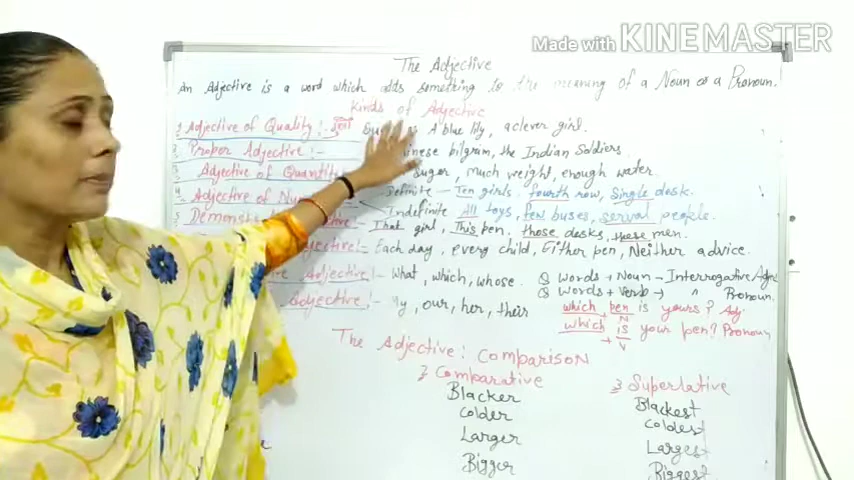 Made with KINEMASTER
The Adjective
An Adjective is a word which adds something to the meaning of a Noun or a Pronoun.
Kinds of Adjective
1 Adjective of Quality :- A blue lily, a clever girl.
2 Proper Adjective :- the Indian Soldiers.
3 Adjective of Quantity Sugar, much weight, enough water.
4 Adjective of Definite - Ten girls, fourth row, Single desk.
Indefinite All toys, few buses, serval people.
5 That girl, This pen, those desks, these men.
Adjective :- Each day, every child, Either pen, Neither advice.
Adjective :- What, which, whose. Q words + Noun → Interrogative
Q words + verb → " Pronoun.
Adjective :- My, our, her, their
which pen is yours? Adj
N
which is your pen? Pronoun
+ V
The Adjective : Comparison
2 Comparative 3 Superlative
Blacker Blackest
Colder Coldest
Larger Largest
Bigger Biggest